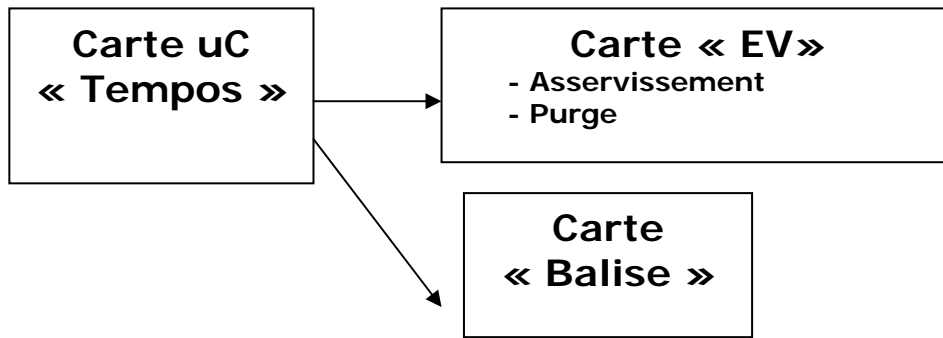 Carte uC
« Tempos »
Carte « EV»
- Asservissement
- Purge
Carte
« Balise »